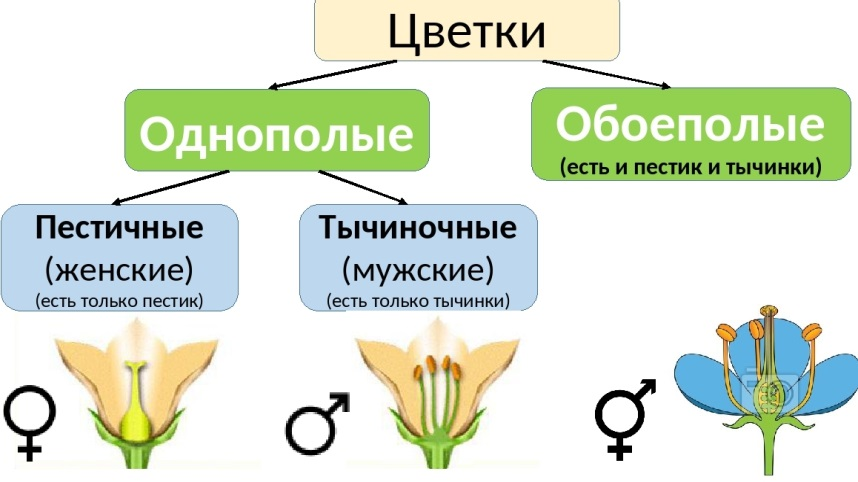 Цветки
Однополые
Обоеполые
(есть и пестик и тычинки)
Пестичные
(женские)
(есть только пестик)
Тычиночные
(мужские)
(есть только тычинки)